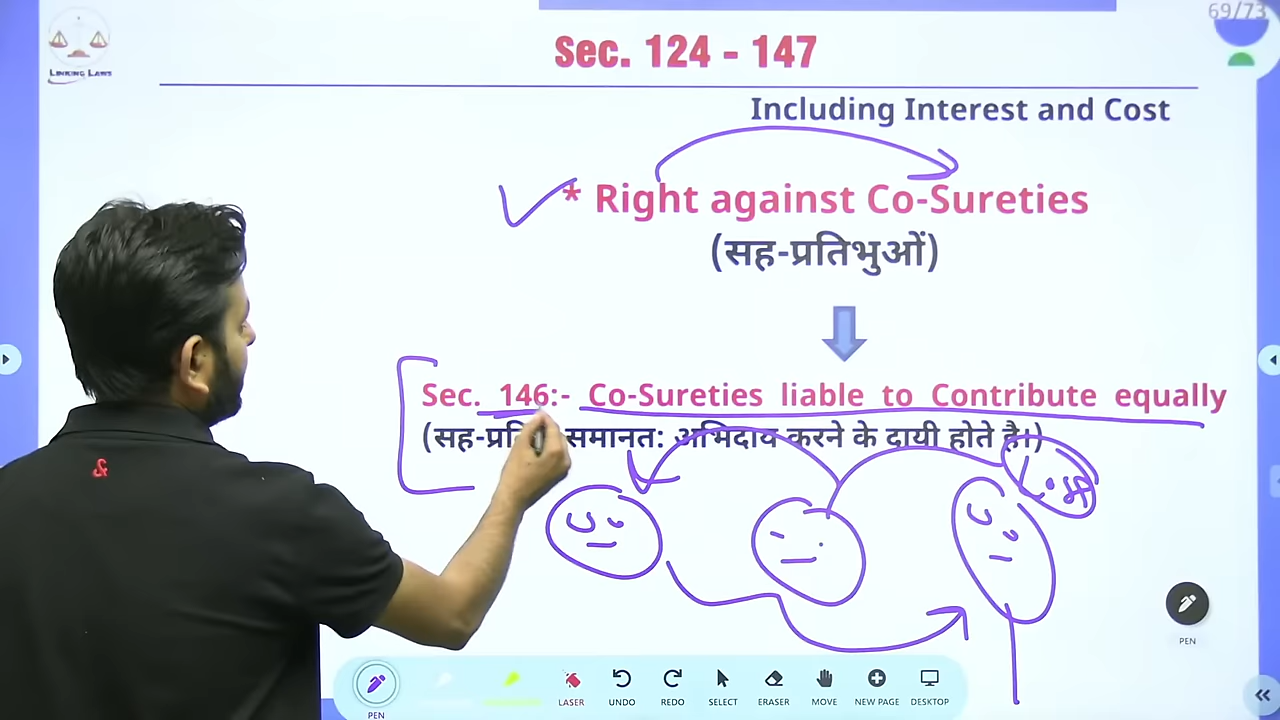 69/73
LINKING LAWS
Sec. 124 - 147
Including Interest and Cost
* Right against Co-Sureties
(सह-प्रतिभुओं)
Sec. 146:- Co-Sureties liable to Contribute equally
समानत: अभिदाय करने के दायी होते है।)
PEN
PEN
LASER
UNDO
REDO
SELECT
ERASER
MOVE
NEW PAGE
DESKTOP